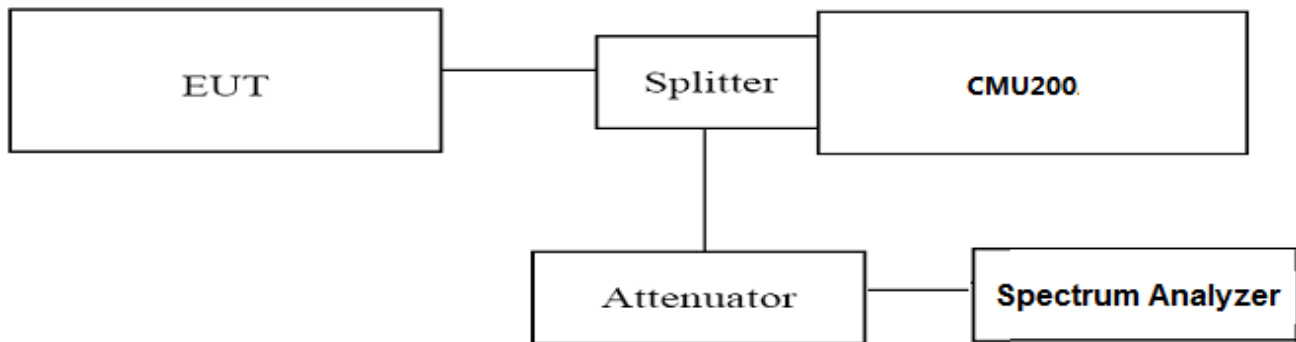 EUT
Splitter
CMU200
Attenuator
Spectrum Analyzer